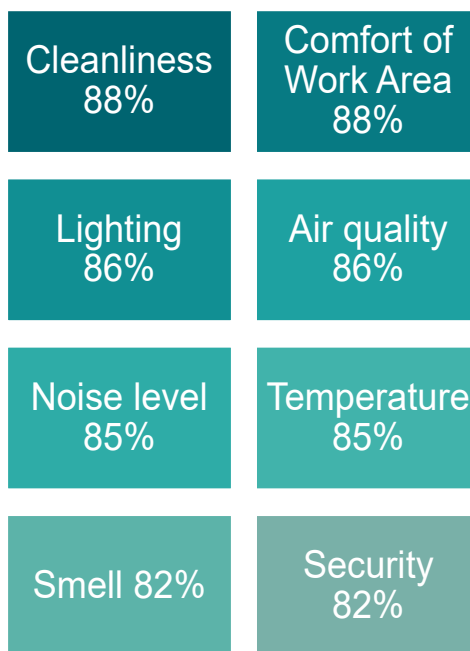 Cleanliness
88%
Comfort of
Work Area
88%
Lighting
86%
Air quality
86%
Noise level
85%
Temperature
85%
Smell 82%
Security
82%